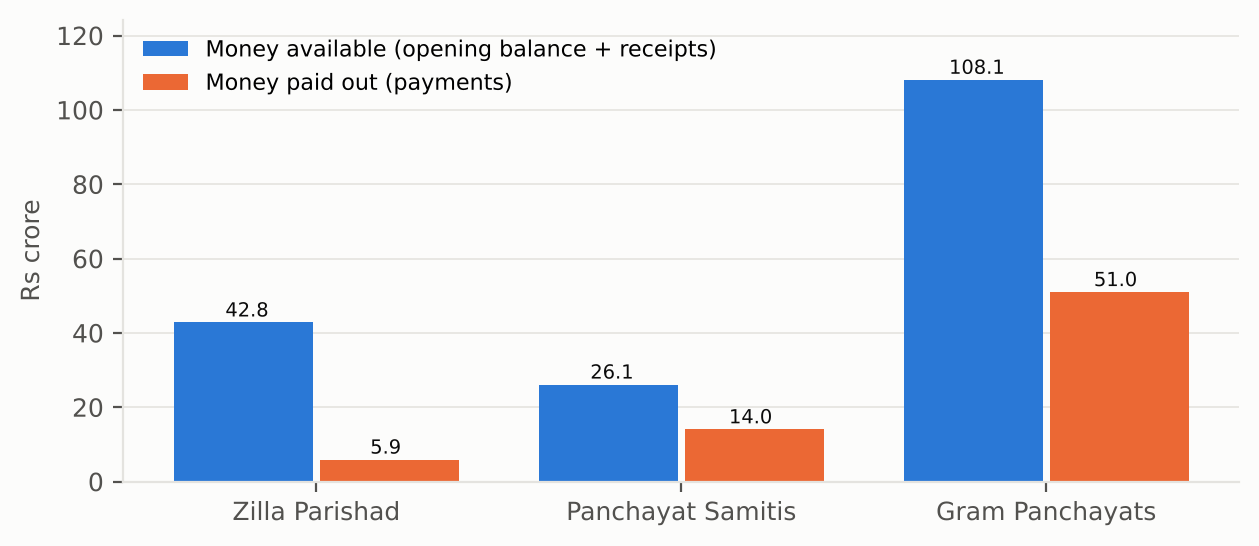 Money available (opening balance + receipts)
Money paid out (payments)
Rs crore
120
100
80
60
40
20
0
42.8
5.9
26.1
14.0
108.1
51.0
Zilla Parishad
Panchayat Samitis
Gram Panchayats